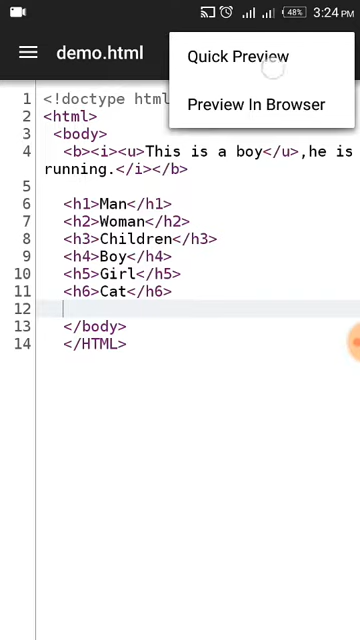 48% 3:24 PM
demo.html
Quick Preview
Preview In Browser
1 <!doctype html
2 <html>
3 <body>
4 <b><i><u>This is a boy</u>,he is
running.</i></b>
5
6 <h1>Man</h1>
7 <h2>Woman</h2>
8 <h3>Children</h3>
9 <h4>Boy</h4>
10 <h5>Girl</h5>
11 <h6>Cat</h6>
12
13 </body>
14 </HTML>